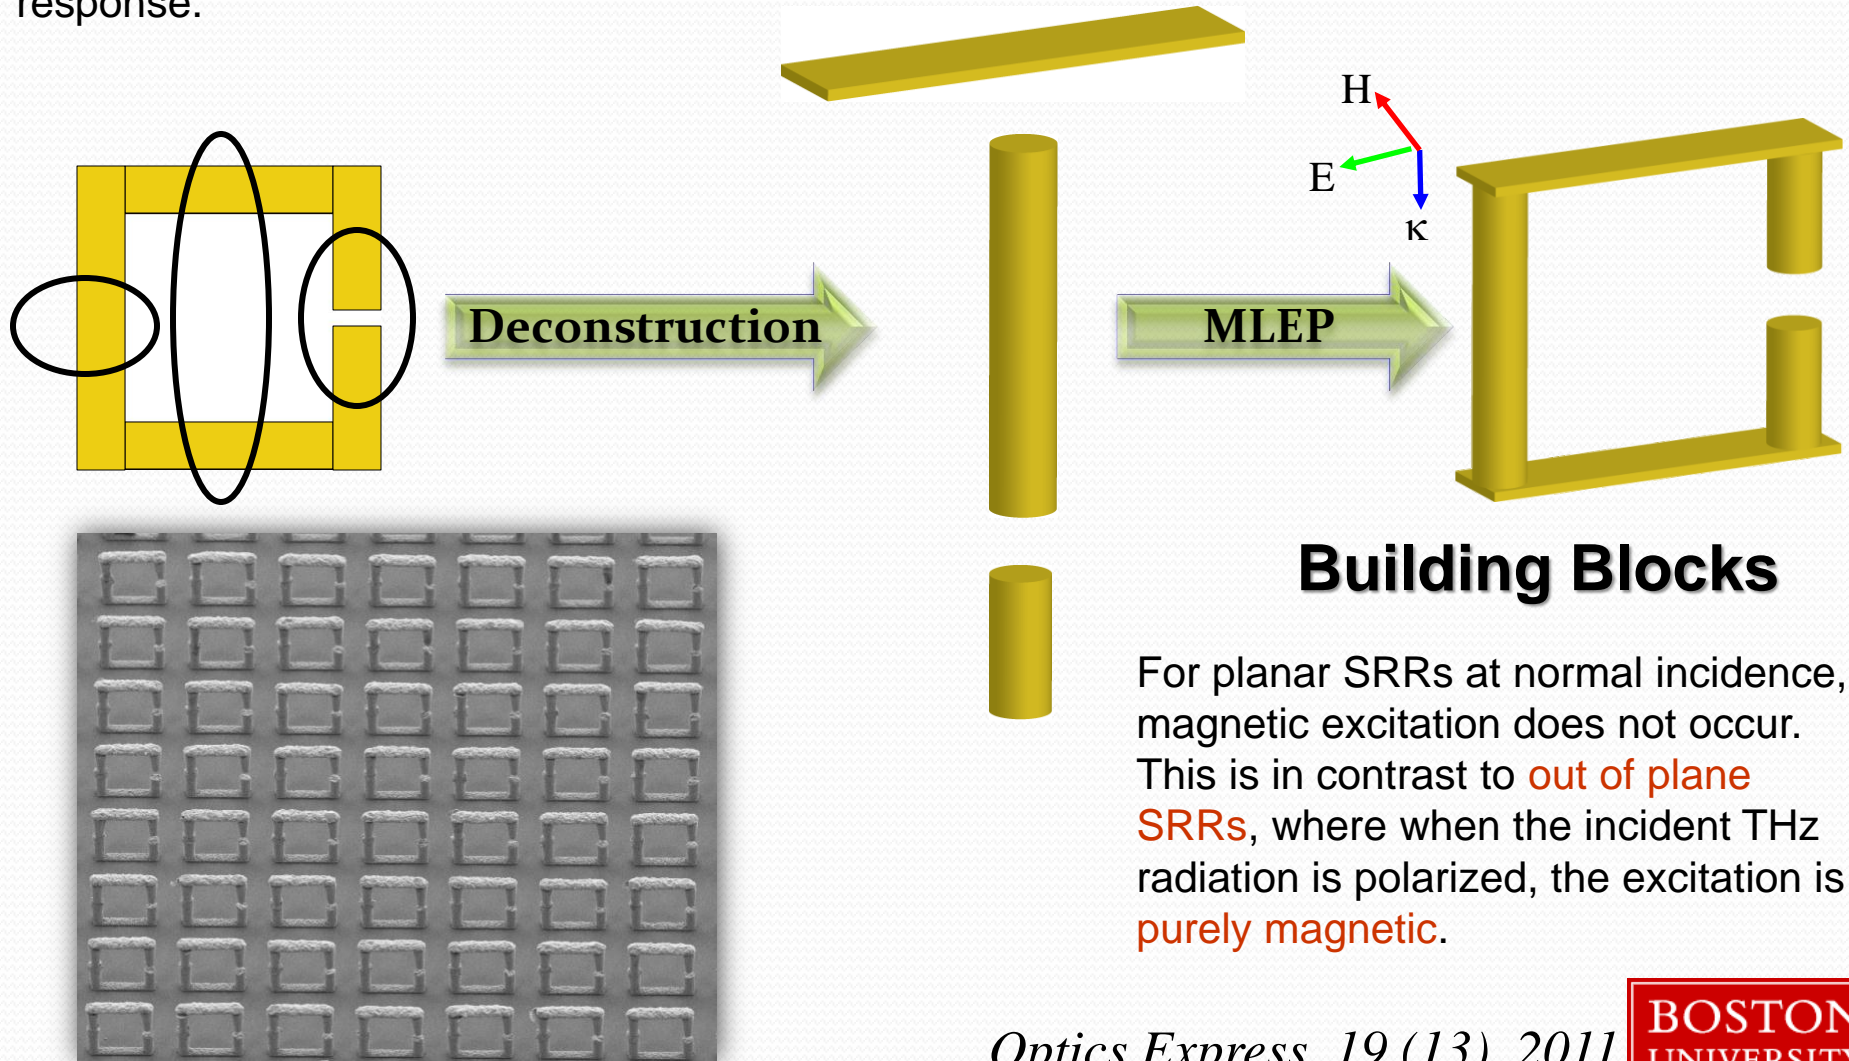 response.
H
E
κ
Deconstruction
MLEP
Building Blocks
For planar SRRs at normal incidence,
magnetic excitation does not occur.
This is in contrast to out of plane
SRRs, where when the incident THz
radiation is polarized, the excitation is
purely magnetic.
Optics Express, 19 (13), 2011
BOSTON
UNIVERSITY